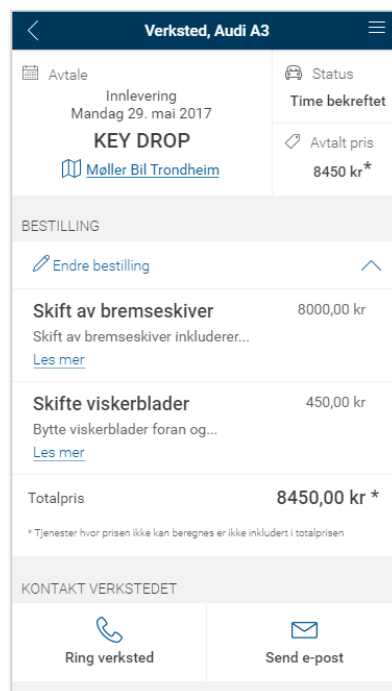 Verksted, Audi A3
Avtale
Innlevering
Mandag 29. mai 2017
KEY DROP
Møller Bil Trondheim
Status
Time bekreftet
Avtalt pris
8450 kr*
BESTILLING
Endre bestilling
Skift av bremseskiver 8000,00 kr
Skift av bremseskiver inkluderer...
Les mer
Skifte viskerblader 450,00 kr
Bytte viskerblader foran og...
Les mer
Totalpris 8450,00 kr *
* Tjenester hvor prisen ikke kan beregnes er ikke inkludert i totalprisen
KONTAKT VERKSTEDET
Ring verksted
Send e-post